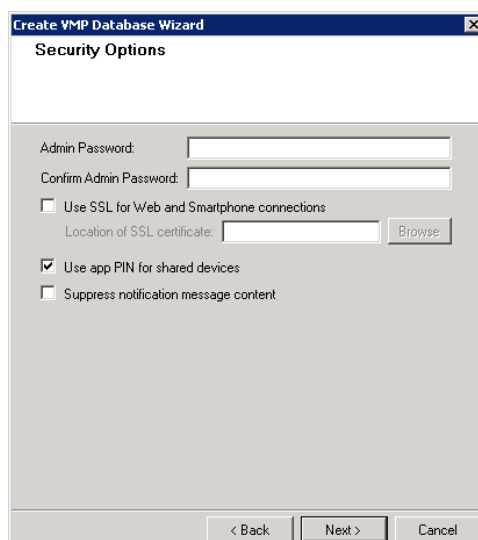 Create VMP Database Wizard
Security Options
Admin Password:
Confirm Admin Password:
Use SSL for Web and Smartphone connections
Location of SSL certificate: Browse
Use app PIN for shared devices
Suppress notification message content
< Back Next > Cancel